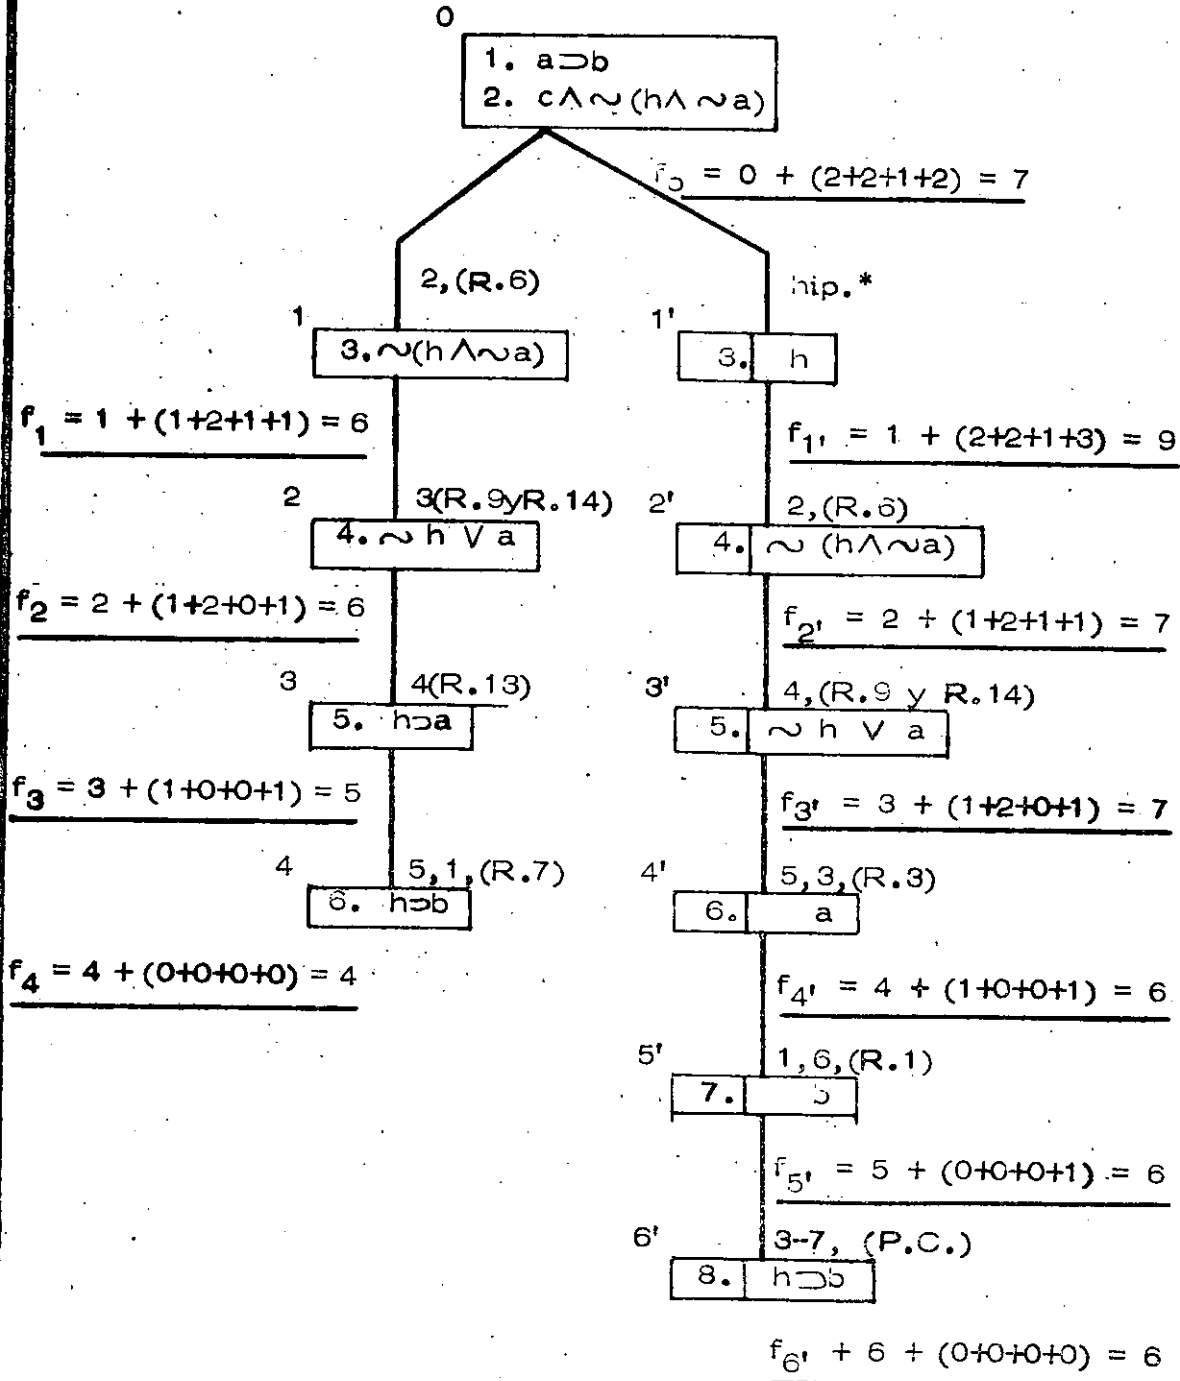 0
1. a⊃b
2. c∧∼(h∧∼a)
= 0 + (2+2+1+2) = 7
2,(R.6)
1
3.∼(h∧∼a)
f1 = 1 +(1+2+1+1) = 6
2
3(R.9yR.14)
4.∼ h V a
f2 = 2 + (1+2+0+1) = 6
3
4(R.13)
5. h⊃a
f3 = 3 + (1+0+0+1) = 5
4
5,1,(R.7)
6. h⊃b
f4 = 4 + (0+0+0+0) = 4
hip.*
1'
3. h
f1' = 1 + (2+2+1+3) = 9
2'
2,(R.6)
4. ∼ (h∧∼a)
f2' = 2 + (1+2+1+1) = 7
3'
4,(R.9 y R.14)
5. ∼ h V a
f3' = 3 + (1+2+0+1) = 7
4'
5,3,(R.3)
6. a
f4' = 4 + (1+0+0+1) = 6
5'
1,6,(R.1)
7. b
f5' = 5 + (0+0+0+1) = 6
6'
3-7, (P.C.)
8. h⊃b
f6' + 6 + (0+0+0+0) = 6